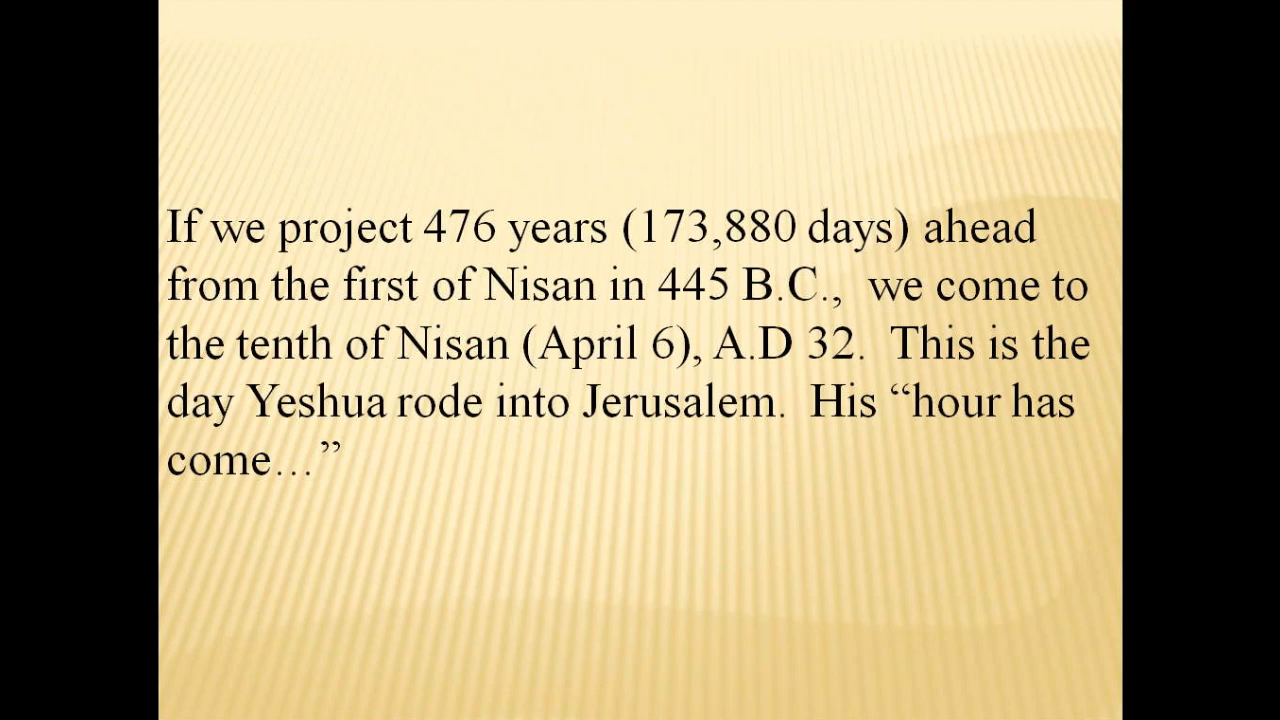 If we project 476 years (173,880 days) ahead
from the first of Nisan in 445 B.C.,  we come to
the tenth of Nisan (April 6), A.D 32.  This is the
day Yeshua rode into Jerusalem.  His “hour has
come…”